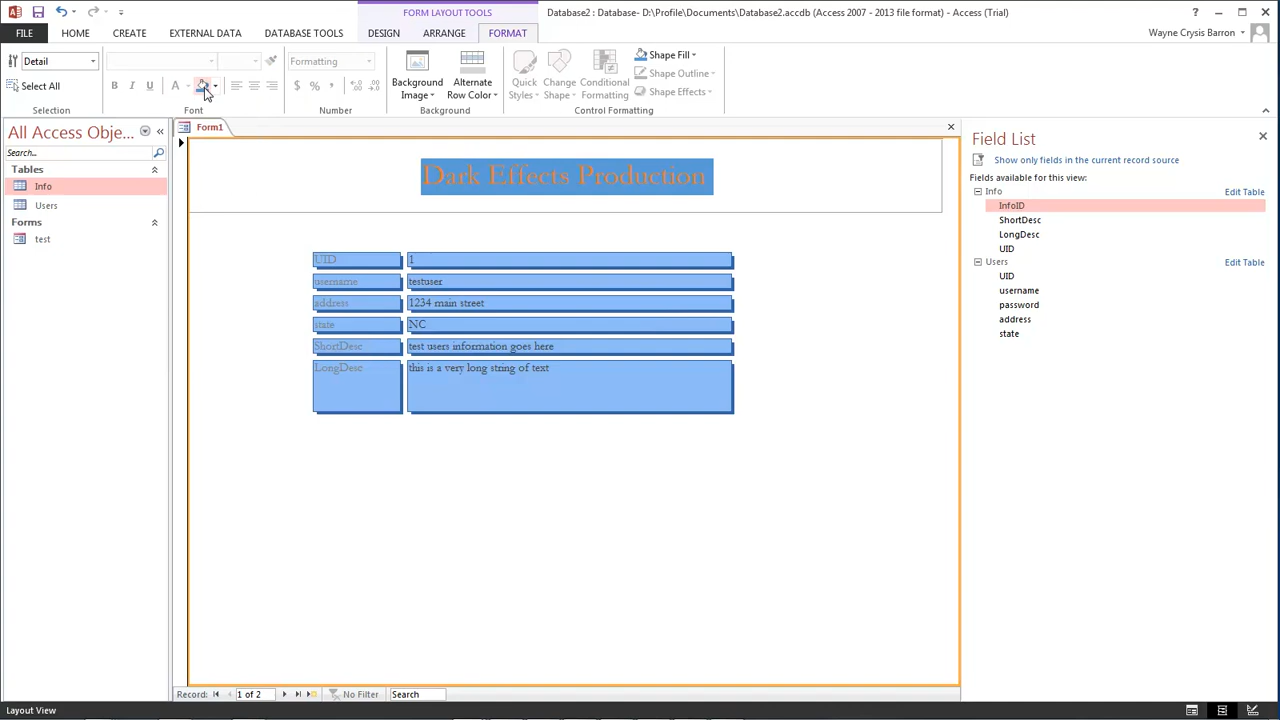 FORM LAYOUT TOOLS
Database2 : Database- D:\Profile\Documents\Database2.accdb (Access 2007 - 2013 file format) - Access (Trial)
FILE HOME CREATE EXTERNAL DATA DATABASE TOOLS DESIGN ARRANGE FORMAT
Wayne Crysis Barron
Detail
Formatting
Select All
B I U A
$ % ,
Background Image
Alternate Row Color
Quick Styles
Change Shape
Conditional Formatting
Shape Fill
Shape Outline
Shape Effects
Selection Font Number Background Control Formatting
All Access Obje...
Search...
Tables
Info
Users
Forms
test
Form1
Dark Effects Production
UID 1
username testuser
address 1234 main street
state NC
ShortDesc test users information goes here
LongDesc this is a very long string of text
Field List
Show only fields in the current record source
Fields available for this view:
Info Edit Table
InfoID
ShortDesc
LongDesc
UID
Users Edit Table
UID
username
password
address
state
Record: 1 of 2 No Filter Search
Layout View